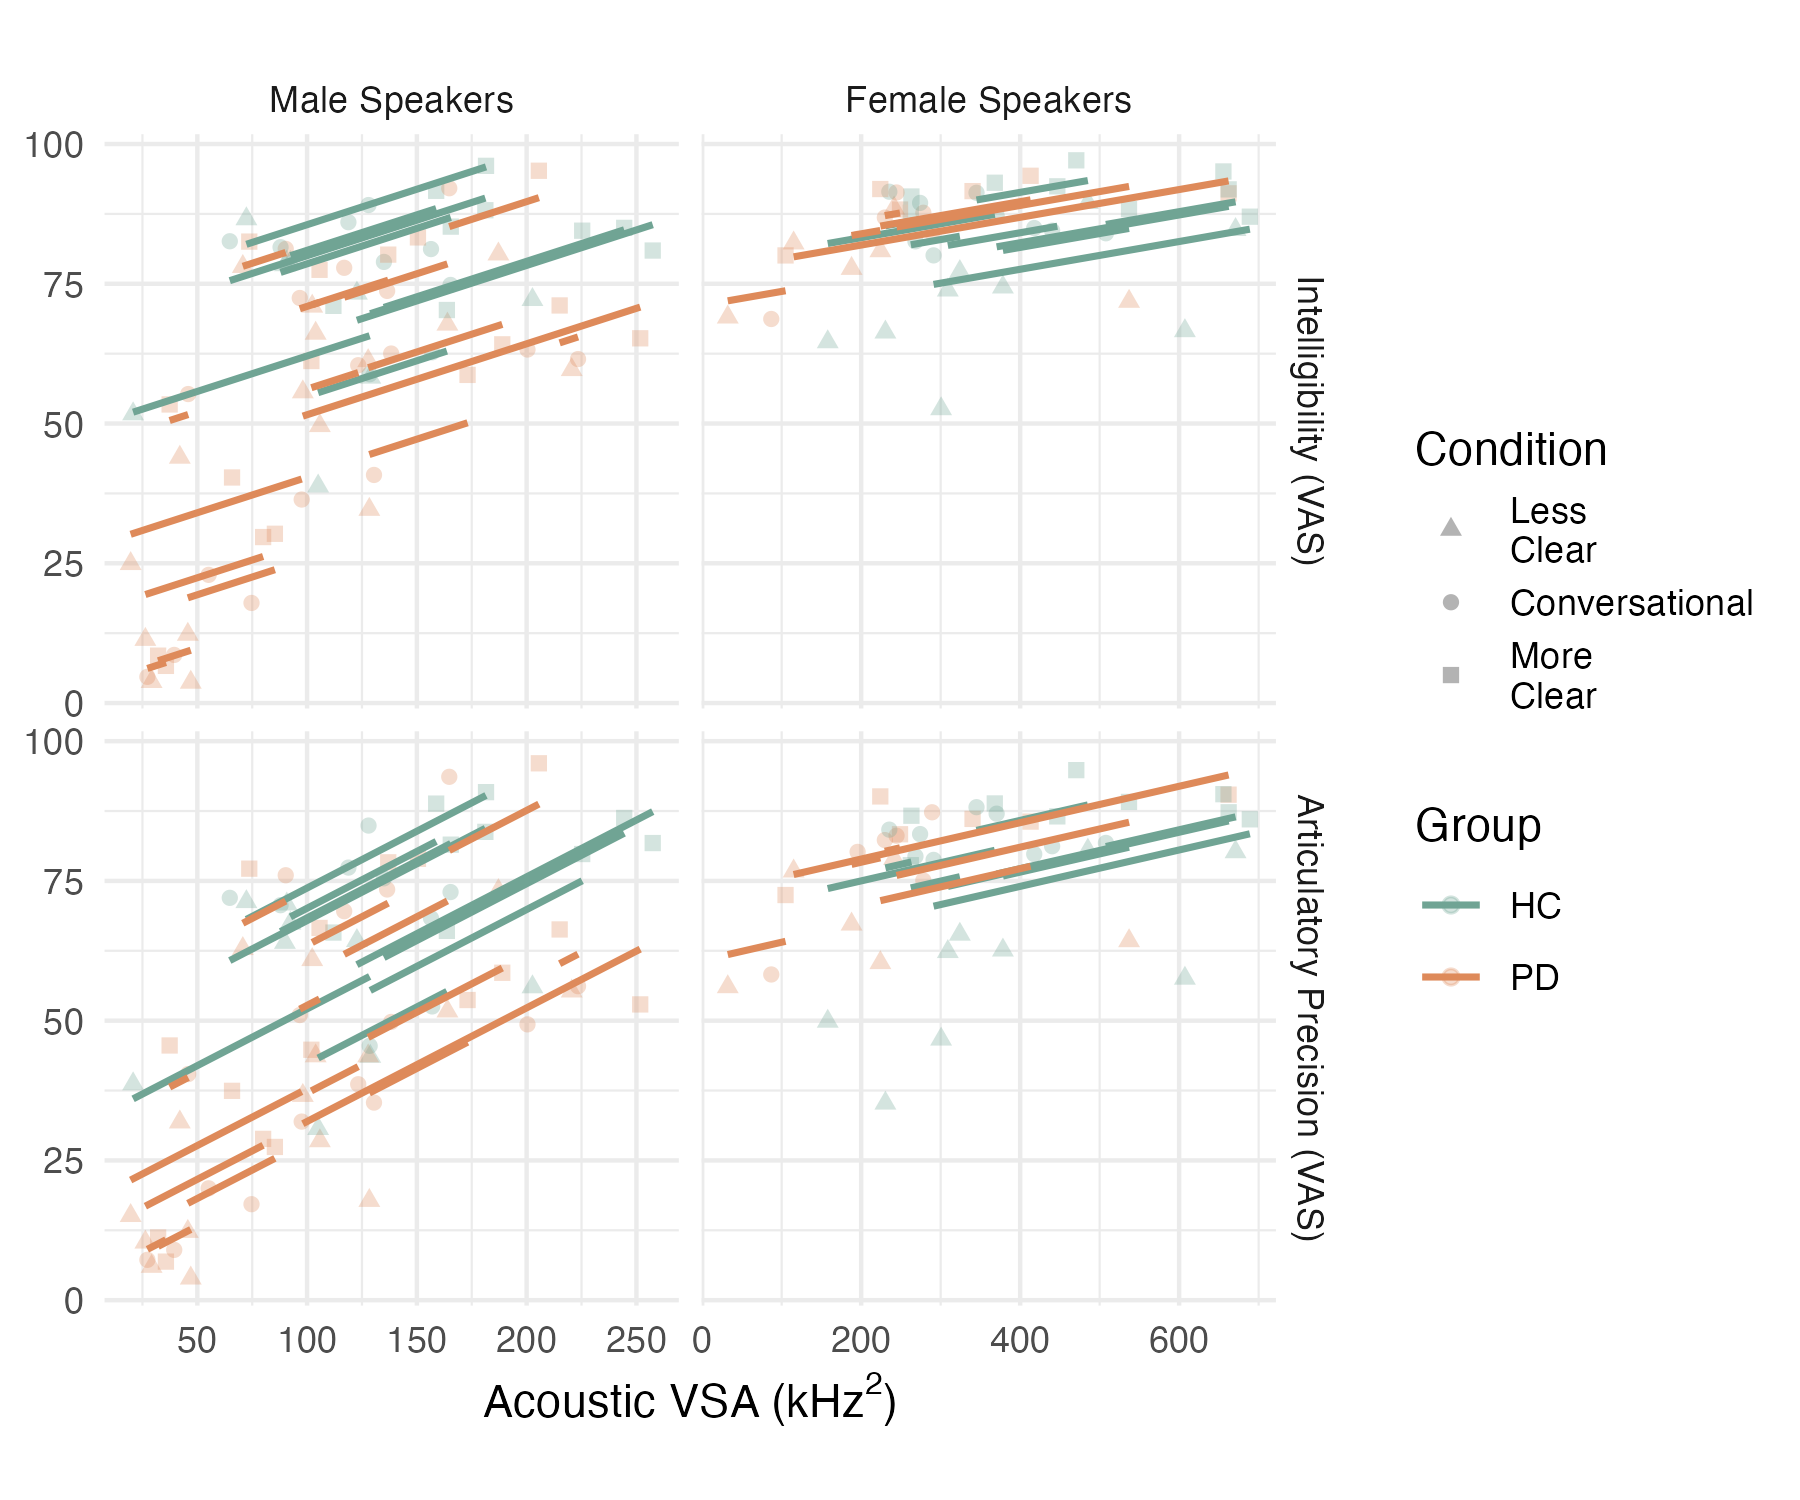 Male Speakers
Female Speakers
100
75
50
25
0
Intelligibility (VAS)
100
75
50
25
0
Articulatory Precision (VAS)
50 100 150 200 250
0 200 400 600
Acoustic VSA (kHz²)
Condition
Less
Clear
Conversational
More
Clear
Group
HC
PD